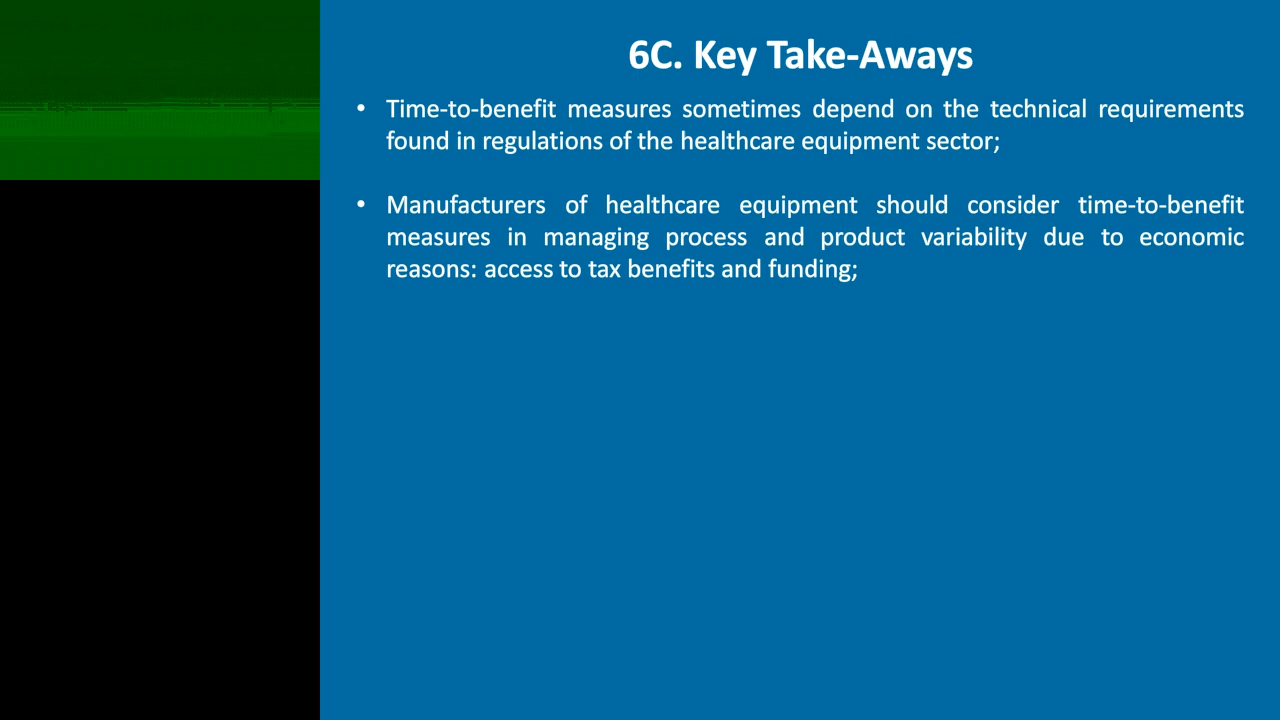 6C. Key Take-Aways
• Time-to-benefit measures sometimes depend on the technical requirements
found in regulations of the healthcare equipment sector;
• Manufacturers of healthcare equipment should consider time-to-benefit
measures in managing process and product variability due to economic
reasons: access to tax benefits and funding;